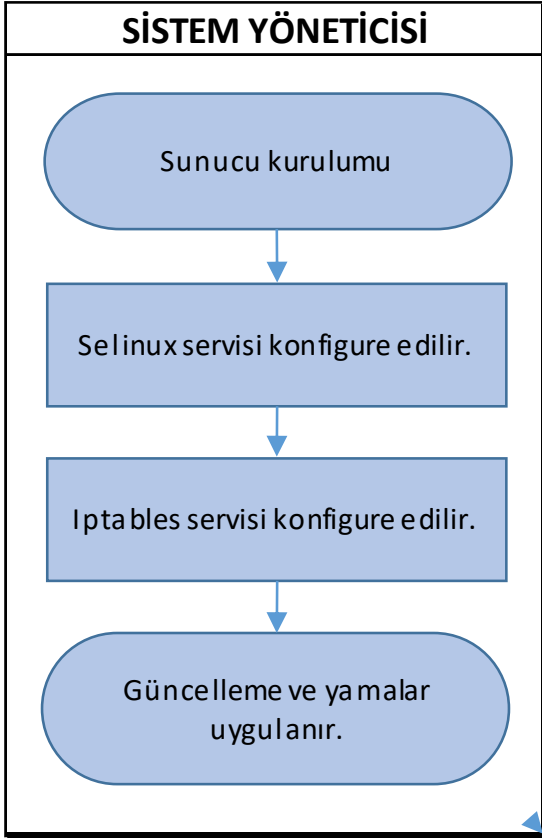 SİSTEM YÖNETİCİSİ
Sunucu kurulumu
Selinux servisi konfigure edilir.
Iptables servisi konfigure edilir.
Güncelleme ve yamalar
uygulanır.